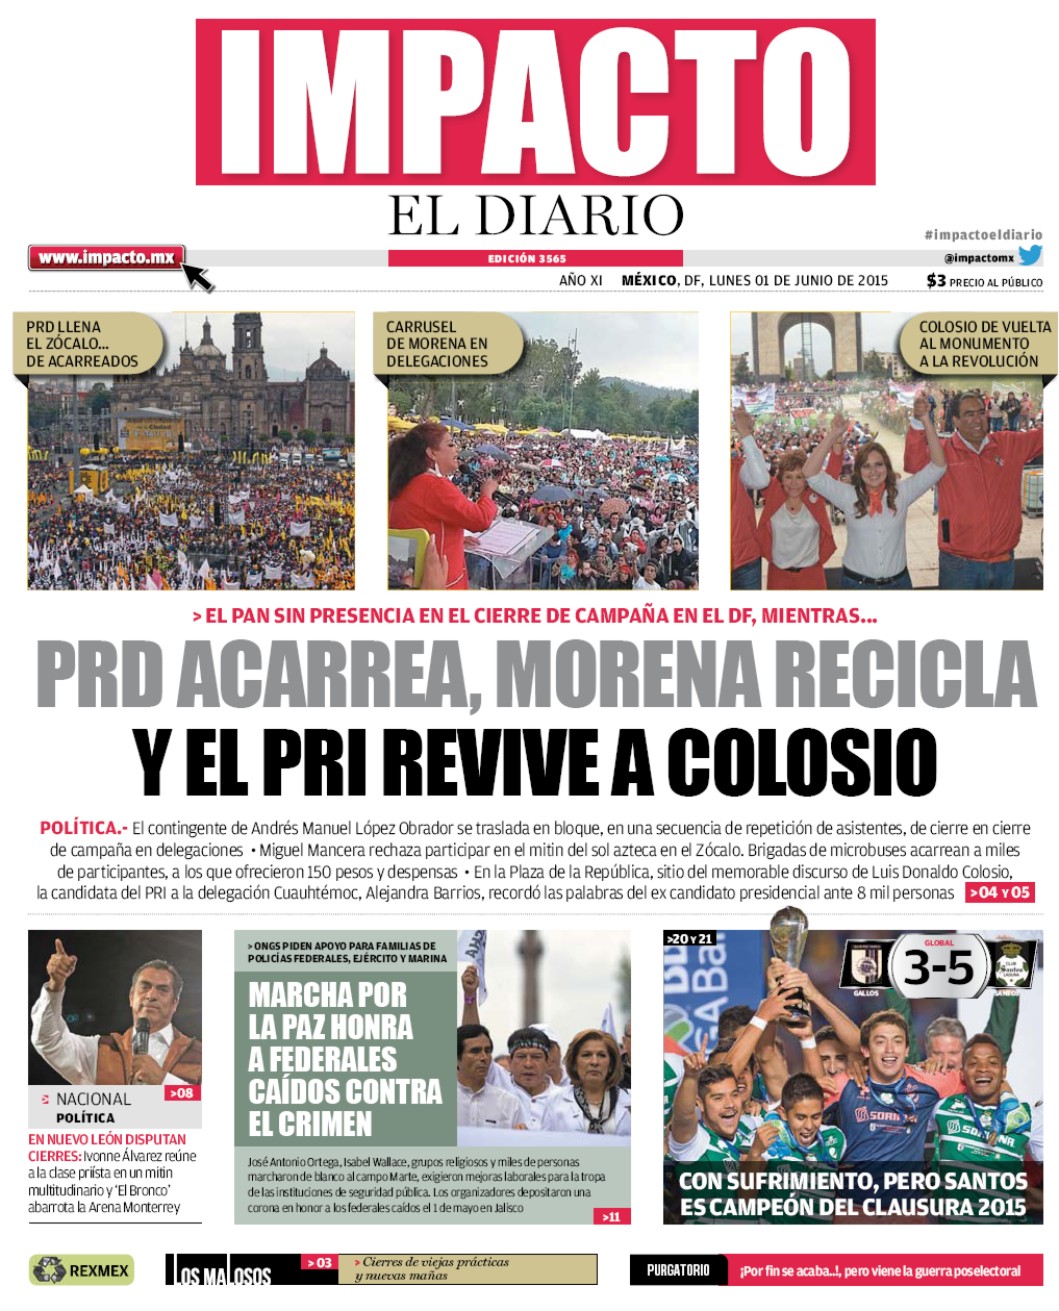 IMPACTO
EL DIARIO
#impactoeldiario
www.impacto.mx
EDICIÓN 3565
@impactomx
AÑO XI MÉXICO, DF, LUNES 01 DE JUNIO DE 2015 $3 PRECIO AL PÚBLICO
PRD LLENA
EL ZÓCALO...
DE ACARREADOS
CARRUSEL
DE MORENA EN
DELEGACIONES
COLOSIO DE VUELTA
AL MONUMENTO
A LA REVOLUCIÓN
> EL PAN SIN PRESENCIA EN EL CIERRE DE CAMPAÑA EN EL DF, MIENTRAS...
PRD ACARREA, MORENA RECICLA
Y EL PRI REVIVE A COLOSIO
POLÍTICA.- El contingente de Andrés Manuel López Obrador se traslada en bloque, en una secuencia de repetición de asistentes, de cierre en cierre
de campaña en delegaciones • Miguel Mancera rechaza participar en el mitin del sol azteca en el Zócalo. Brigadas de microbuses acarrean a miles
de participantes, a los que ofrecieron 150 pesos y despensas • En la Plaza de la República, sitio del memorable discurso de Luis Donaldo Colosio,
la candidata del PRI a la delegación Cuauhtémoc, Alejandra Barrios, recordó las palabras del ex candidato presidencial ante 8 mil personas >04 Y 05
>08
NACIONAL
POLÍTICA
EN NUEVO LEÓN DISPUTAN
CIERRES: Ivonne Álvarez reúne
a la clase priísta en un mitin
multitudinario y ‘El Bronco’
abarrota la Arena Monterrey
> ONGS PIDEN APOYO PARA FAMILIAS DE
POLICÍAS FEDERALES, EJÉRCITO Y MARINA
MARCHA POR
LA PAZ HONRA
A FEDERALES
CAÍDOS CONTRA
EL CRIMEN
José Antonio Ortega, Isabel Wallace, grupos religiosos y miles de personas
marcharon de blanco al campo Marte, exigieron mejoras laborales para la tropa
de las instituciones de seguridad pública. Los organizadores depositaron una
corona en honor a los federales caídos el 1 de mayo en Jalisco
>11
>20 Y 21
GLOBAL
3-5
GALLOS
SANTOS
CON SUFRIMIENTO, PERO SANTOS
ES CAMPEÓN DEL CLAUSURA 2015
REXMEX
LOS MALOSOS
>03
> Cierres de viejas prácticas
y nuevas mañas
PURGATORIO
¡Por fin se acaba..!, pero viene la guerra poselectoral